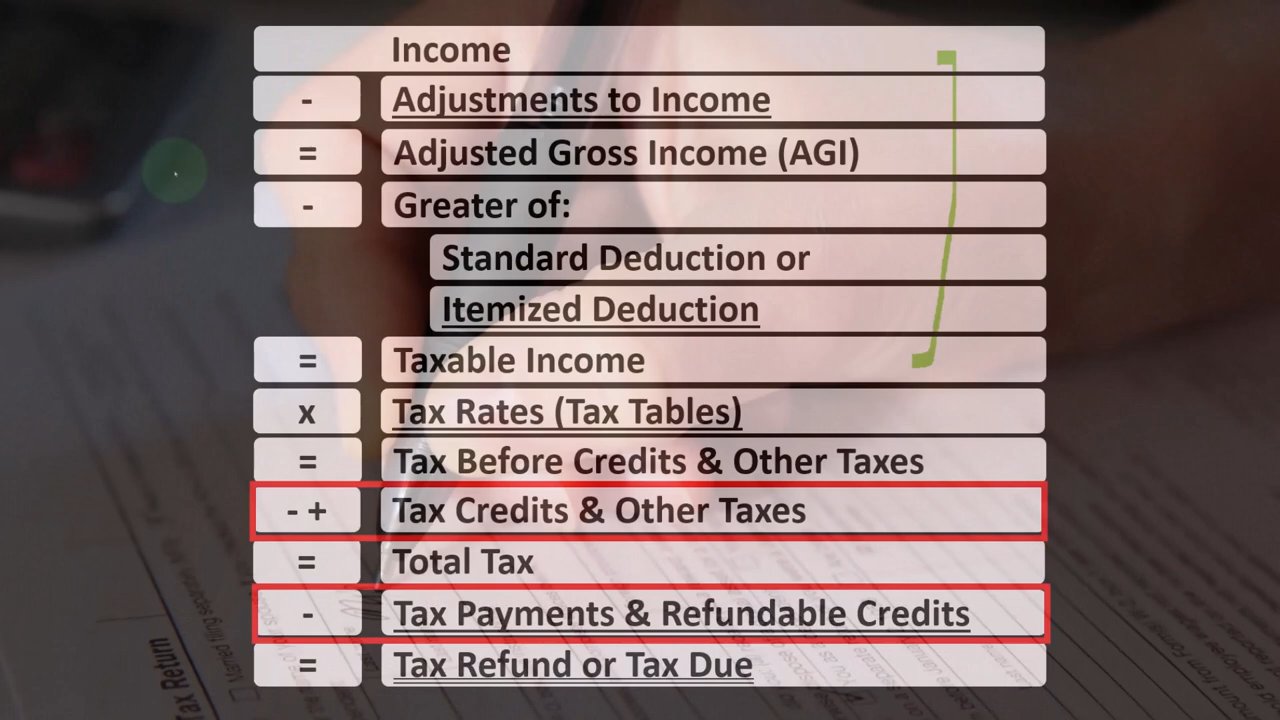 Income
- Adjustments to Income
= Adjusted Gross Income (AGI)
- Greater of:
Standard Deduction or
Itemized Deduction
= Taxable Income
x Tax Rates (Tax Tables)
= Tax Before Credits & Other Taxes
- + Tax Credits & Other Taxes
= Total Tax
- Tax Payments & Refundable Credits
= Tax Refund or Tax Due
Tax Return